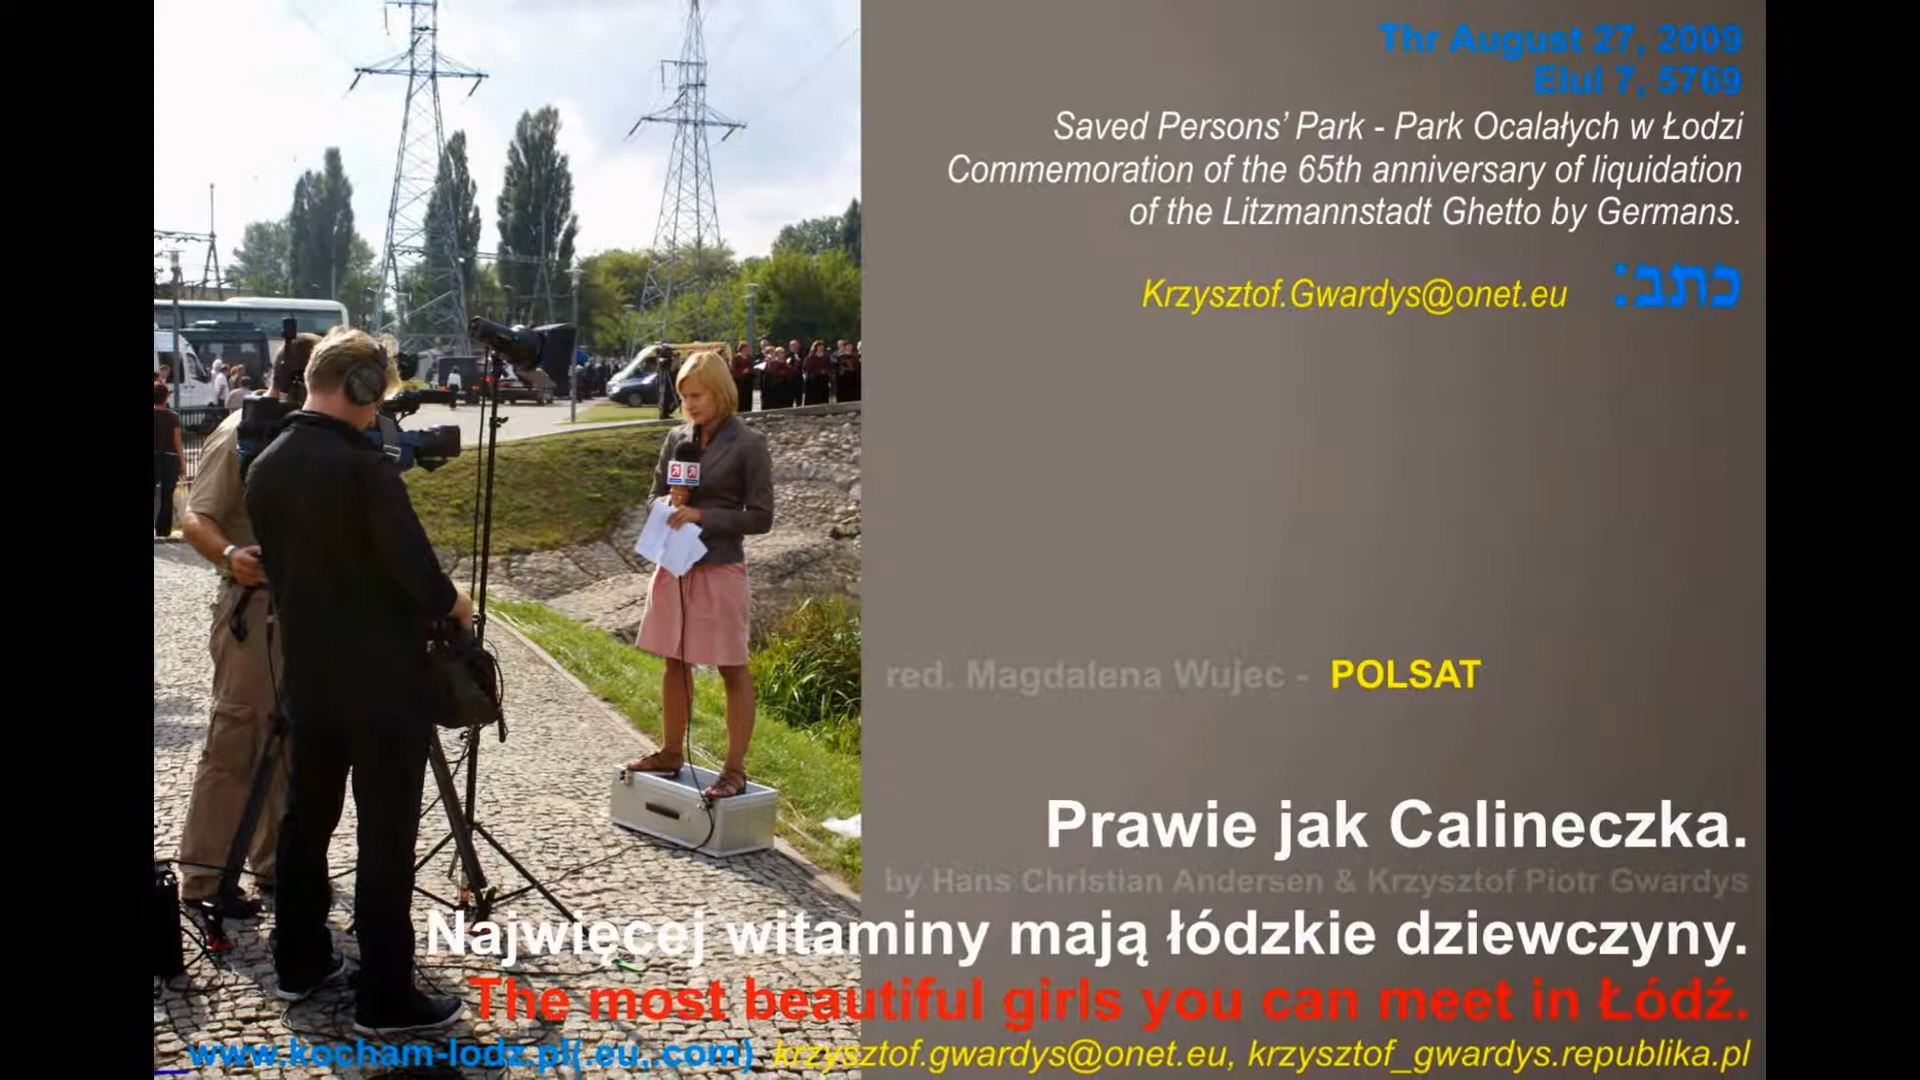 Thr August 27, 2009
Elul 7, 5769
Saved Persons' Park - Park Ocalałych w Łodzi
Commemoration of the 65th anniversary of liquidation
of the Litzmannstadt Ghetto by Germans.
Krzysztof.Gwardys@onet.eu כתב:
red. Magdalena Wujec - POLSAT
Prawie jak Calineczka.
by Hans Christian Andersen & Krzysztof Piotr Gwardys
Najwięcej witaminy mają łódzkie dziewczyny.
The most beautiful girls you can meet in Łódź.
www.kocham-lodz.pl(.eu,.com) krzysztof.gwardys@onet.eu, krzysztof_gwardys.republika.pl